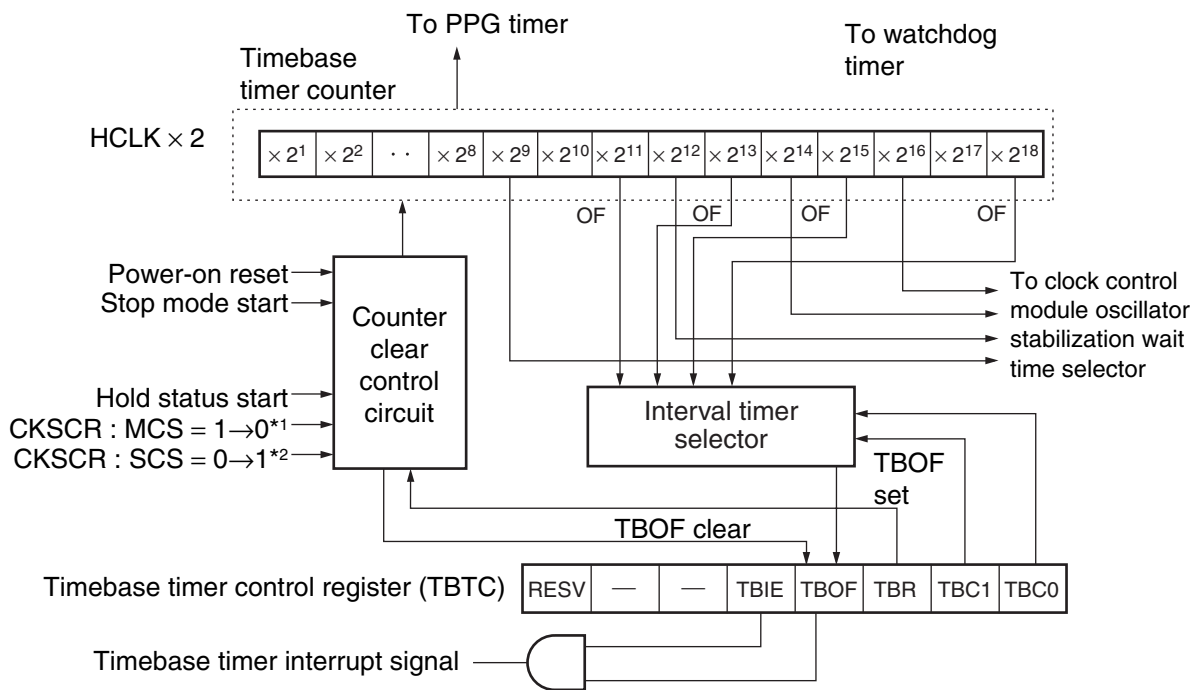 To PPG timer
To watchdog
timer
Timebase
timer counter
HCLK × 2
× 2¹ × 2² · · × 2⁸ × 2⁹ × 2¹⁰ × 2¹¹ × 2¹² × 2¹³ × 2¹⁴ × 2¹⁵ × 2¹⁶ × 2¹⁷ × 2¹⁸
OF OF OF OF
Power-on reset
Stop mode start
Counter
clear
control
circuit
To clock control
module oscillator
stabilization wait
time selector
Hold status start
CKSCR : MCS = 1→0*¹
CKSCR : SCS = 0→1*²
Interval timer
selector
TBOF
set
TBOF clear
Timebase timer control register (TBTC)
RESV — — TBIE TBOF TBR TBC1 TBC0
Timebase timer interrupt signal